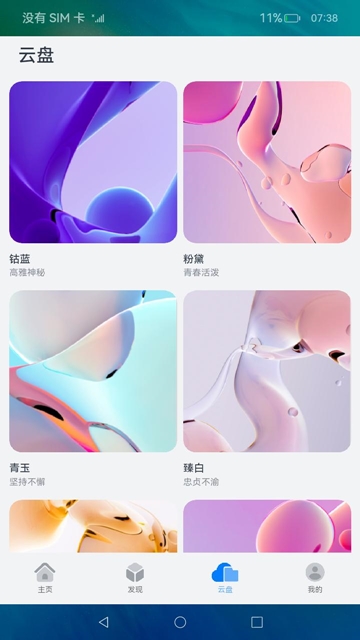 没有 SIM 卡 11% 07:38
云盘
钴蓝 粉黛
高雅神秘 青春活泼
青玉 臻白
坚持不懈 忠贞不渝
主页 发现 云盘 我的